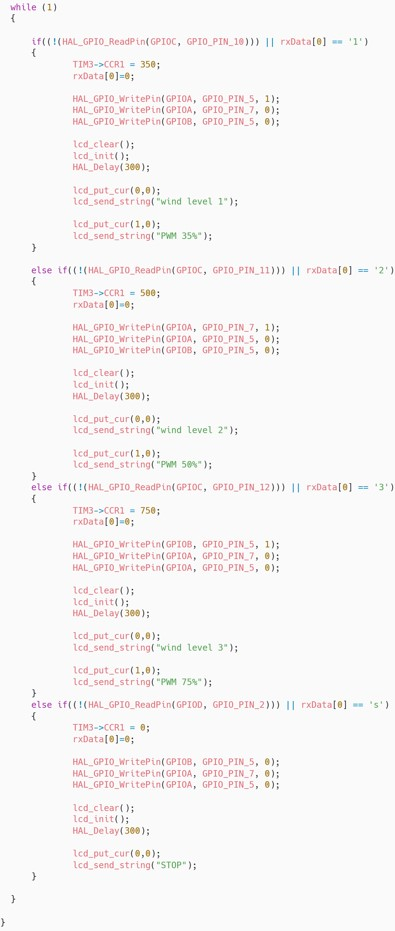 while (1)
{
if((!(HAL_GPIO_ReadPin(GPIOC, GPIO_PIN_10))) || rxData[0] == '1')
{
TIM3->CCR1 = 350;
rxData[0]=0;
HAL_GPIO_WritePin(GPIOA, GPIO_PIN_5, 1);
HAL_GPIO_WritePin(GPIOA, GPIO_PIN_7, 0);
HAL_GPIO_WritePin(GPIOB, GPIO_PIN_5, 0);
lcd_clear();
lcd_init();
HAL_Delay(300);
lcd_put_cur(0,0);
lcd_send_string("wind level 1");
lcd_put_cur(1,0);
lcd_send_string("PWM 35%");
}
else if((!(HAL_GPIO_ReadPin(GPIOC, GPIO_PIN_11))) || rxData[0] == '2')
{
TIM3->CCR1 = 500;
rxData[0]=0;
HAL_GPIO_WritePin(GPIOA, GPIO_PIN_7, 1);
HAL_GPIO_WritePin(GPIOA, GPIO_PIN_5, 0);
HAL_GPIO_WritePin(GPIOB, GPIO_PIN_5, 0);
lcd_clear();
lcd_init();
HAL_Delay(300);
lcd_put_cur(0,0);
lcd_send_string("wind level 2");
lcd_put_cur(1,0);
lcd_send_string("PWM 50%");
}
else if((!(HAL_GPIO_ReadPin(GPIOC, GPIO_PIN_12))) || rxData[0] == '3')
{
TIM3->CCR1 = 750;
rxData[0]=0;
HAL_GPIO_WritePin(GPIOB, GPIO_PIN_5, 1);
HAL_GPIO_WritePin(GPIOA, GPIO_PIN_7, 0);
HAL_GPIO_WritePin(GPIOA, GPIO_PIN_5, 0);
lcd_clear();
lcd_init();
HAL_Delay(300);
lcd_put_cur(0,0);
lcd_send_string("wind level 3");
lcd_put_cur(1,0);
lcd_send_string("PWM 75%");
}
else if((!(HAL_GPIO_ReadPin(GPIOD, GPIO_PIN_2))) || rxData[0] == 's')
{
TIM3->CCR1 = 0;
rxData[0]=0;
HAL_GPIO_WritePin(GPIOB, GPIO_PIN_5, 0);
HAL_GPIO_WritePin(GPIOA, GPIO_PIN_7, 0);
HAL_GPIO_WritePin(GPIOA, GPIO_PIN_5, 0);
lcd_clear();
lcd_init();
HAL_Delay(300);
lcd_put_cur(0,0);
lcd_send_string("STOP");
}
}
}